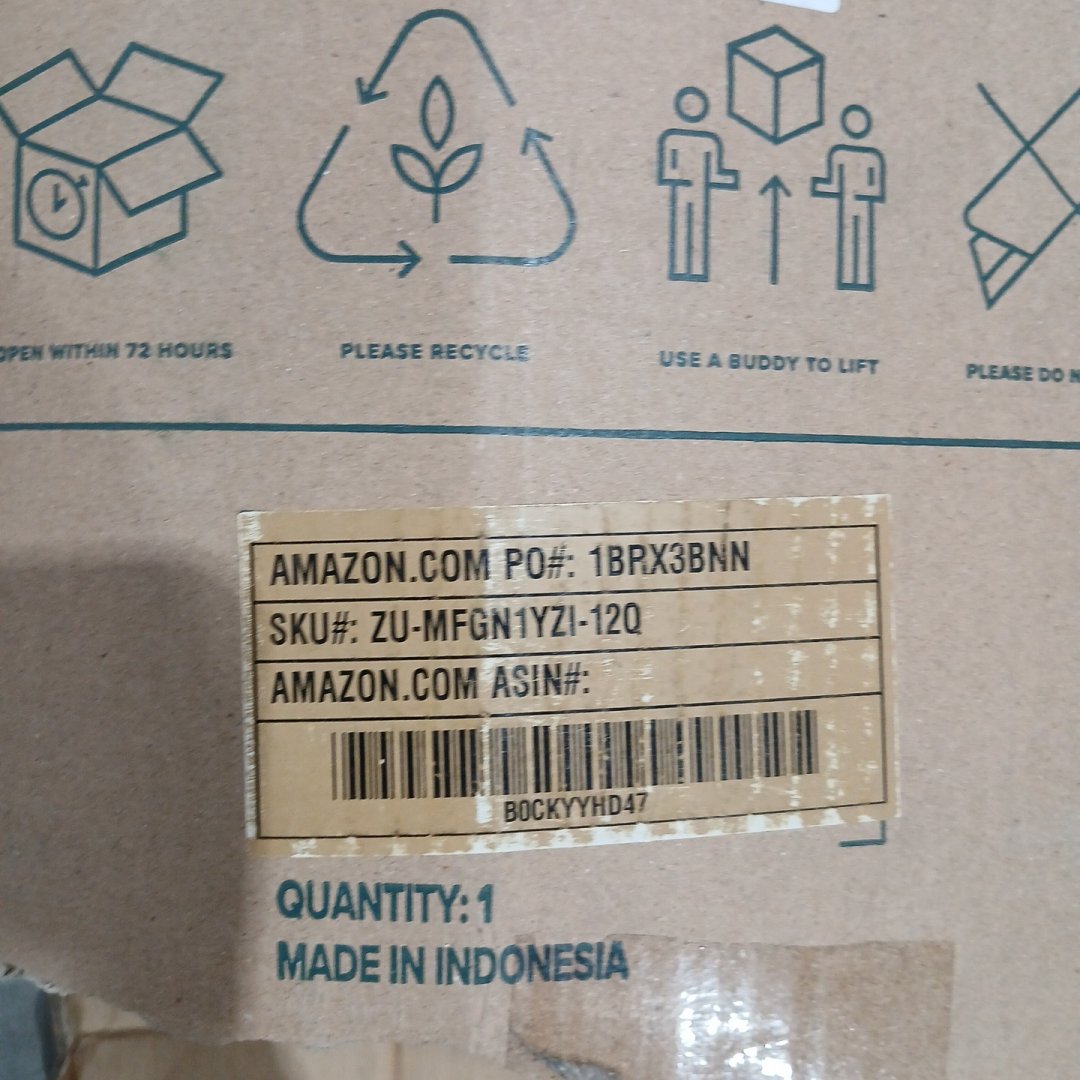 OPEN WITHIN 72 HOURS
PLEASE RECYCLE
USE A BUDDY TO LIFT
PLEASE DO
AMAZON.COM PO#: 1BRX3BNN
SKU#: ZU-MFGN1YZI-12Q
AMAZON.COM ASIN#:
B0CKYYHD47
QUANTITY: 1
MADE IN INDONESIA